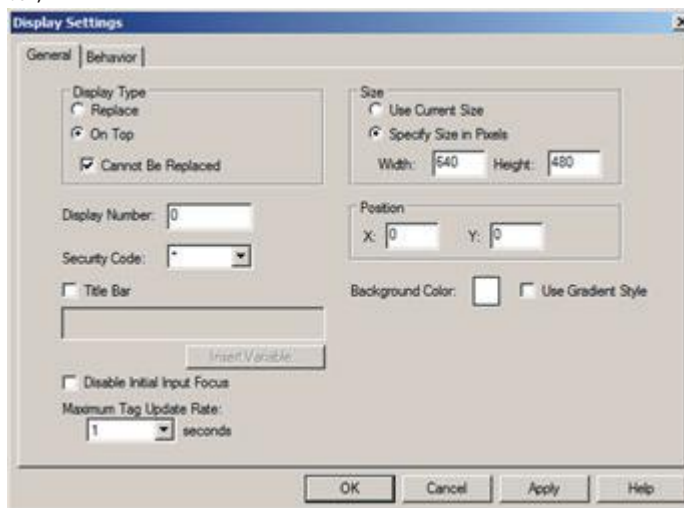 Display Settings
General Behavior
Display Type
Replace
On Top
Cannot Be Replaced
Size
Use Current Size
Specify Size in Pixels
Width: 640 Height: 480
Display Number: 0
Position
X: 0 Y: 0
Security Code: *
Title Bar
Background Color: Use Gradient Style
Insert Variable...
Disable Initial Input Focus
Maximum Tag Update Rate:
1 seconds
OK Cancel Apply Help